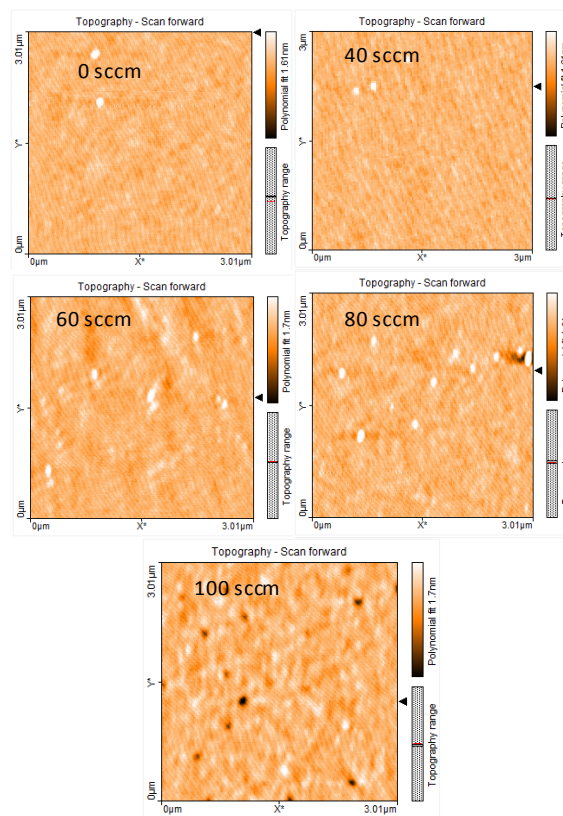 Topography - Scan forward
3.01µm
0 sccm
Y*
0µm
0µm
X*
3.01µm
Polynomial fit 1.61nm
Topography range
Topography - Scan forward
3µm
40 sccm
Y*
0µm
0µm
X*
3µm
Topography range
Topography - Scan forward
3.01µm
60 sccm
Y*
0µm
0µm
X*
3.01µm
Polynomial fit 1.7nm
Topography range
Topography - Scan forward
3.01µm
80 sccm
Y*
0µm
0µm
X*
3.01µm
Topography - Scan forward
3.01µm
100 sccm
Y*
0µm
0µm
X*
3.01µm
Polynomial fit 1.7nm
Topography range